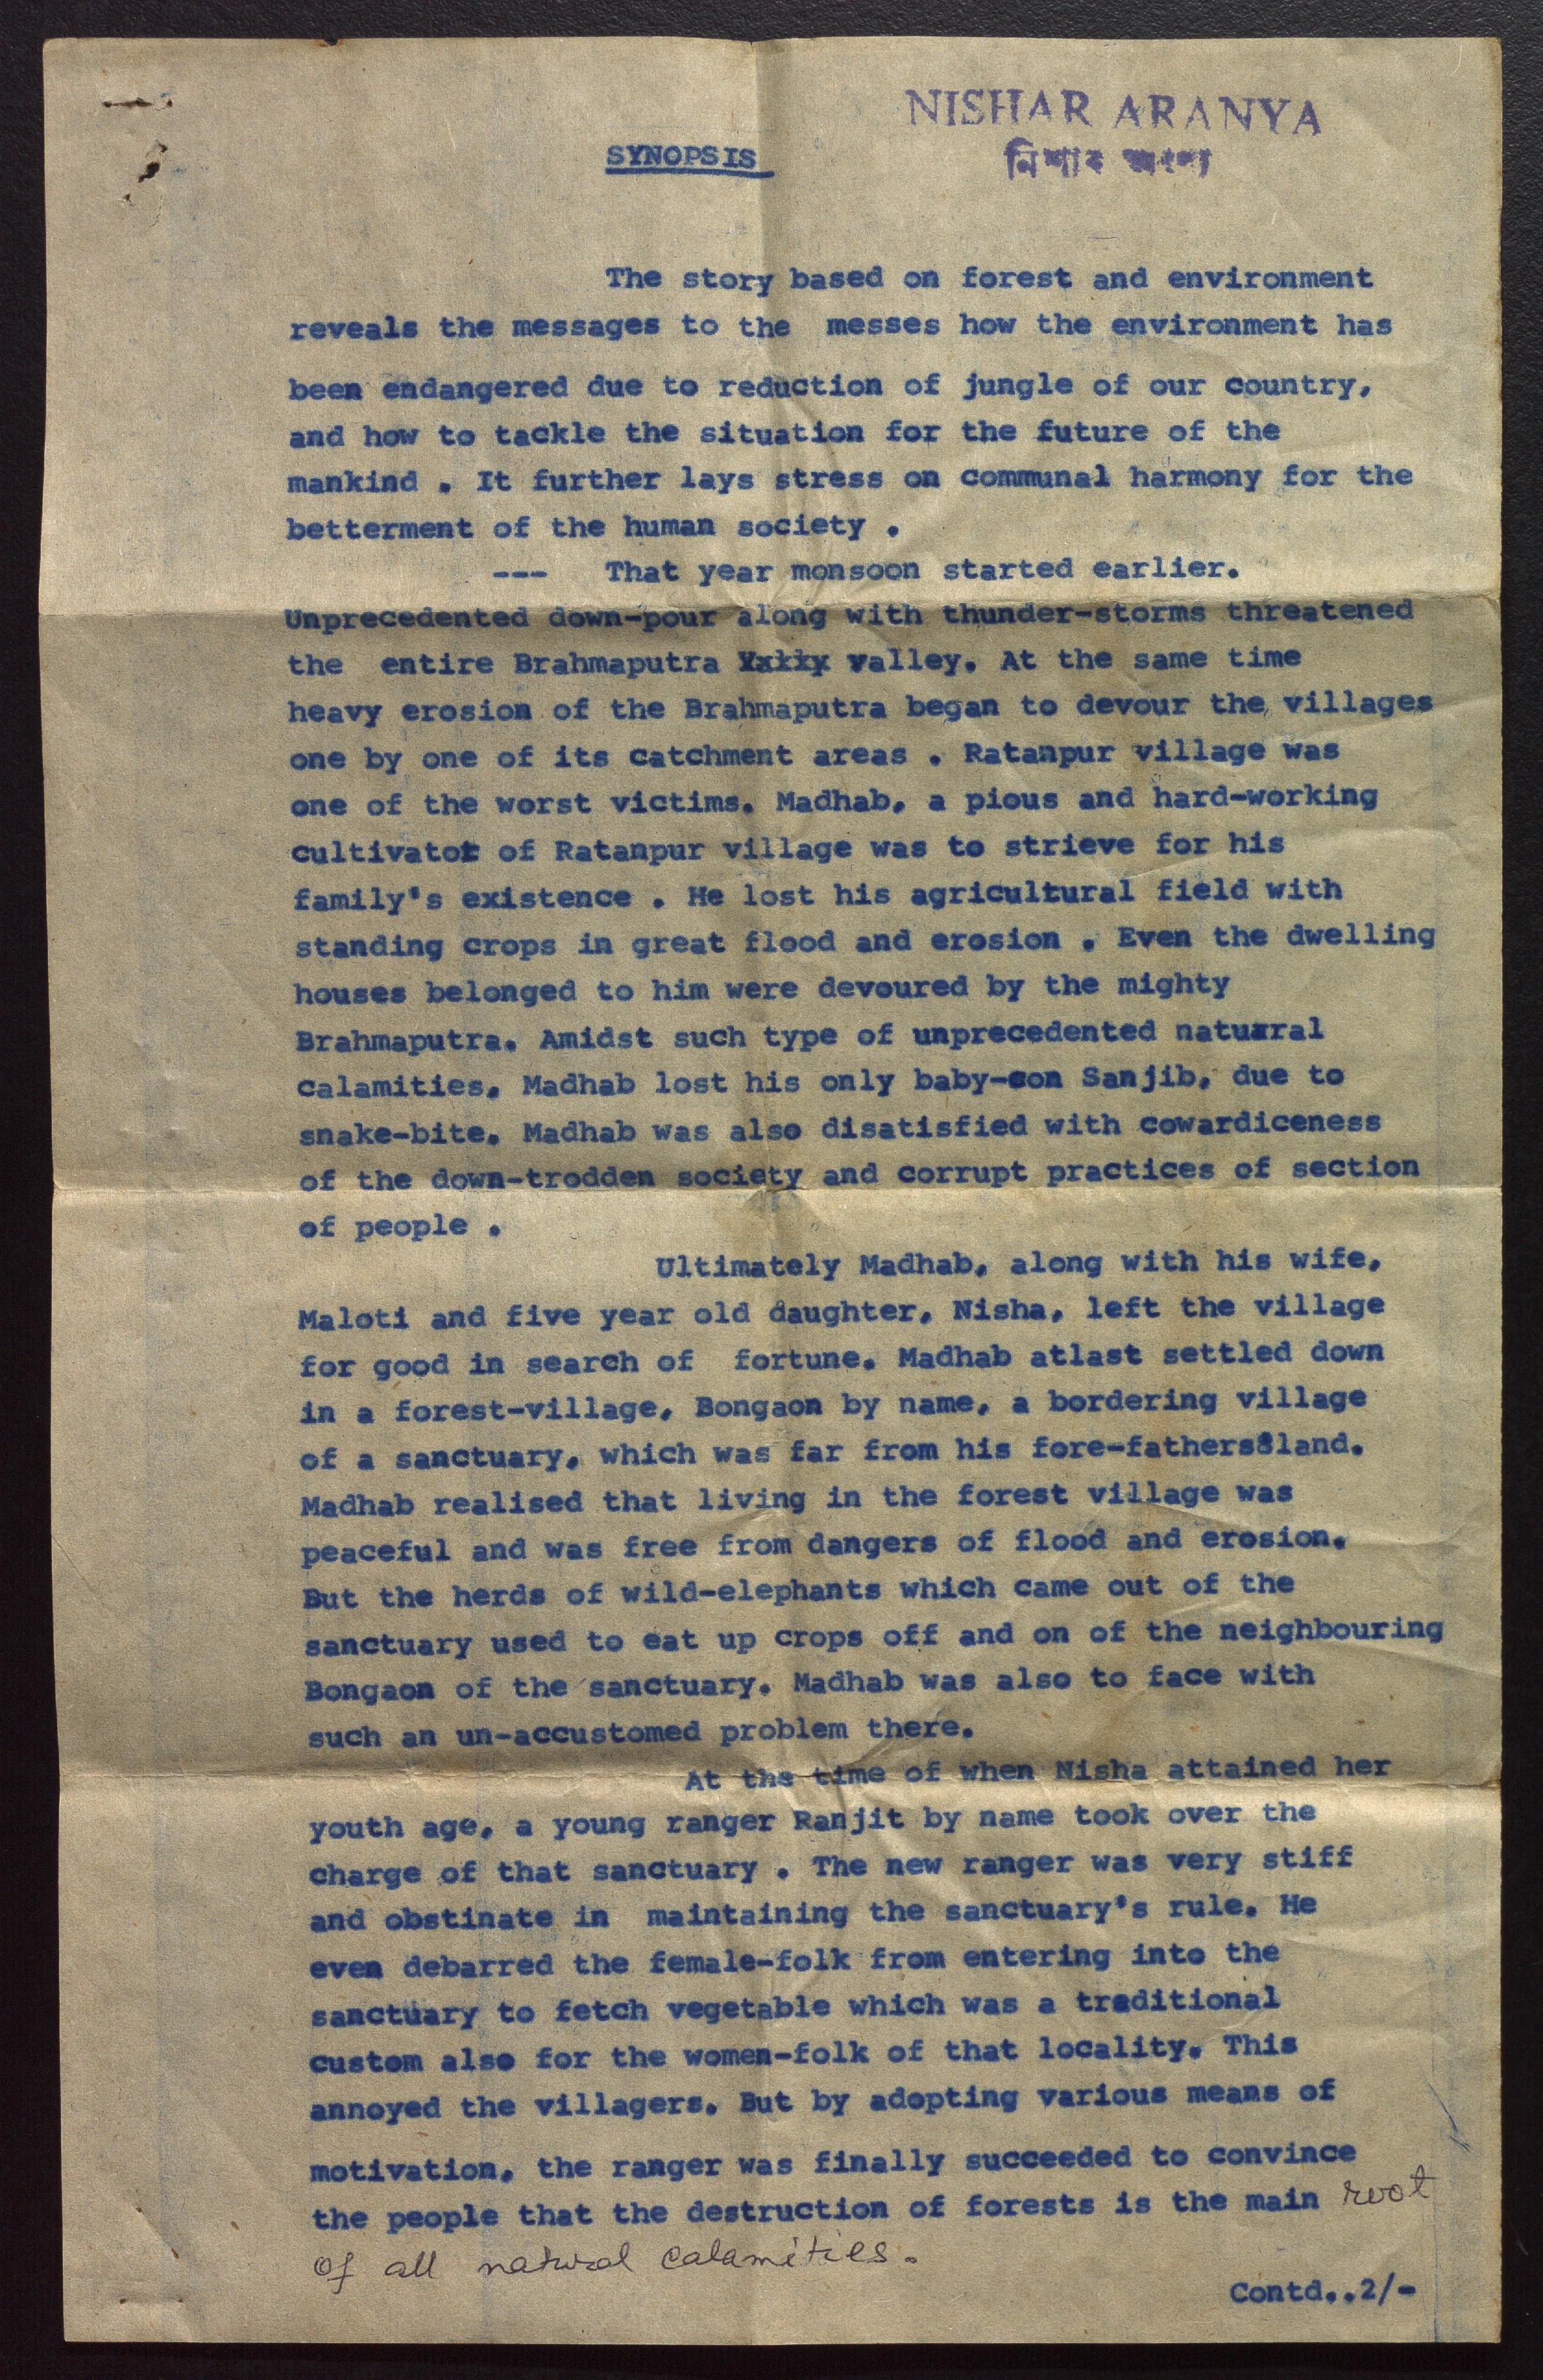 NISHAR ARANYA
নিশাৰ অৰণ্য
SYNOPSIS
The story based on forest and environment
reveals the messages to the messes how the environment has
been endangered due to reduction of jungle of our country,
and how to tackle the situation for the future of the
mankind . It further lays stress on communal harmony for the
betterment of the human society .
--- That year monsoon started earlier.
Unprecedented down-pour along with thunder-storms threatened
the entire Brahmaputra valley. At the same time
heavy erosion of the Brahmaputra began to devour the villages
one by one of its catchment areas . Ratanpur village was
one of the worst victims. Madhab, a pious and hard-working
cultivator of Ratanpur village was to strieve for his
family's existence . He lost his agricultural field with
standing crops in great flood and erosion . Even the dwelling
houses belonged to him were devoured by the mighty
Brahmaputra. Amidst such type of unprecedented natuxral
calamities, Madhab lost his only baby-son Sanjib, due to
snake-bite. Madhab was also disatisfied with cowardiceness
of the down-trodden society and corrupt practices of section
of people .
Ultimately Madhab, along with his wife,
Maloti and five year old daughter, Nisha, left the village
for good in search of fortune. Madhab atlast settled down
in a forest-village, Bongaon by name, a bordering village
of a sanctuary, which was far from his fore-fathers'land.
Madhab realised that living in the forest village was
peaceful and was free from dangers of flood and erosion.
But the herds of wild-elephants which came out of the
sanctuary used to eat up crops off and on of the neighbouring
Bongaon of the sanctuary. Madhab was also to face with
such an un-accustomed problem there.
At the time of when Nisha attained her
youth age, a young ranger Ranjit by name took over the
charge of that sanctuary . The new ranger was very stiff
and obstinate in maintaining the sanctuary's rule. He
even debarred the female-folk from entering into the
sanctuary to fetch vegetable which was a traditional
custom also for the women-folk of that locality. This
annoyed the villagers. But by adopting various means of
motivation, the ranger was finally succeeded to convince
the people that the destruction of forests is the main root
of all natural calamities.
Contd..2/-